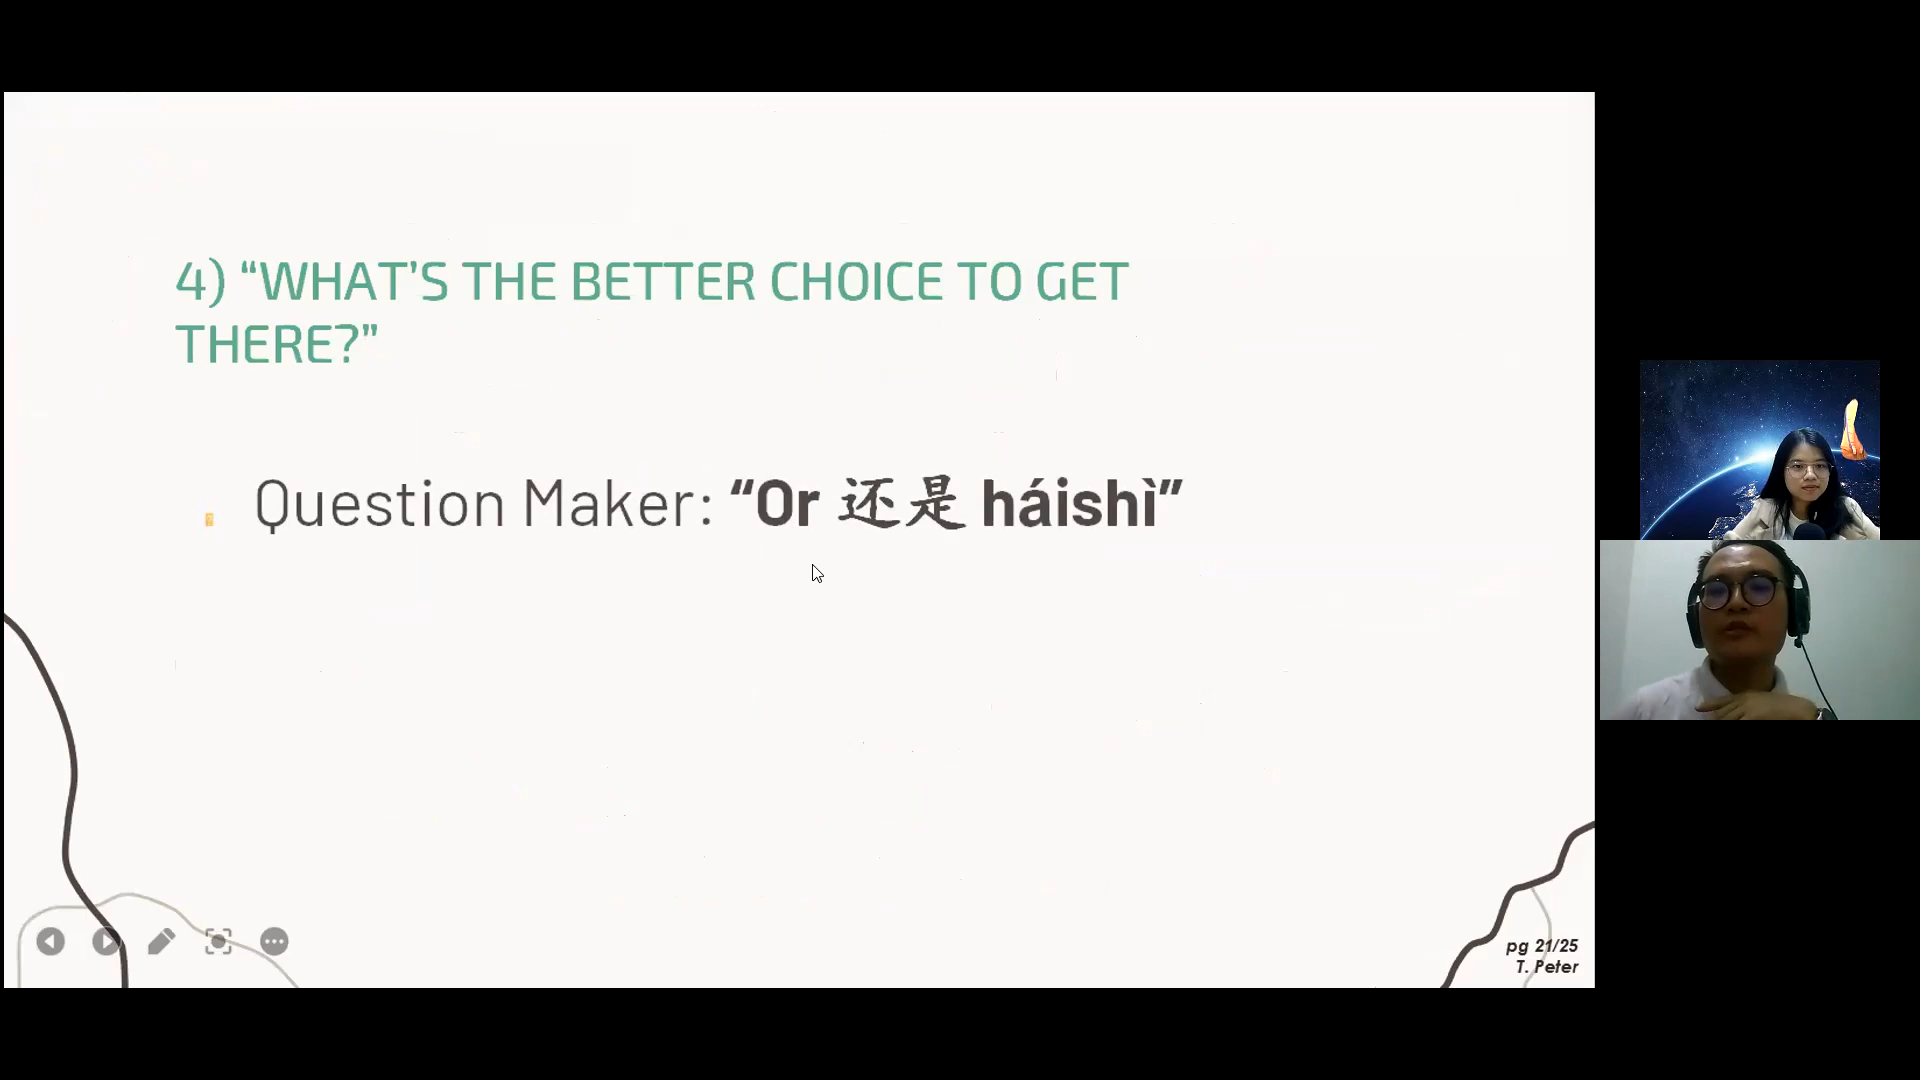 4) “WHAT’S THE BETTER CHOICE TO GET
THERE?”
Question Maker: “Or 还是 háishì”
pg 21/25
T. Peter